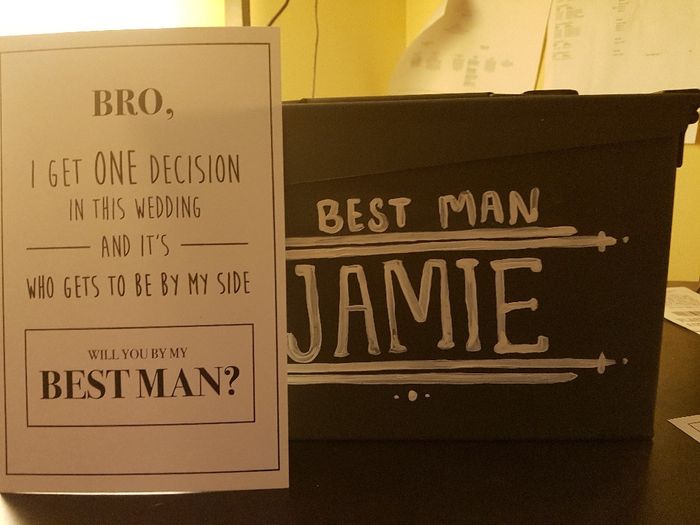 BRO,
I GET ONE DECISION
IN THIS WEDDING
AND IT'S
WHO GETS TO BE BY MY SIDE
WILL YOU BY MY
BEST MAN?
BEST MAN
JAMIE